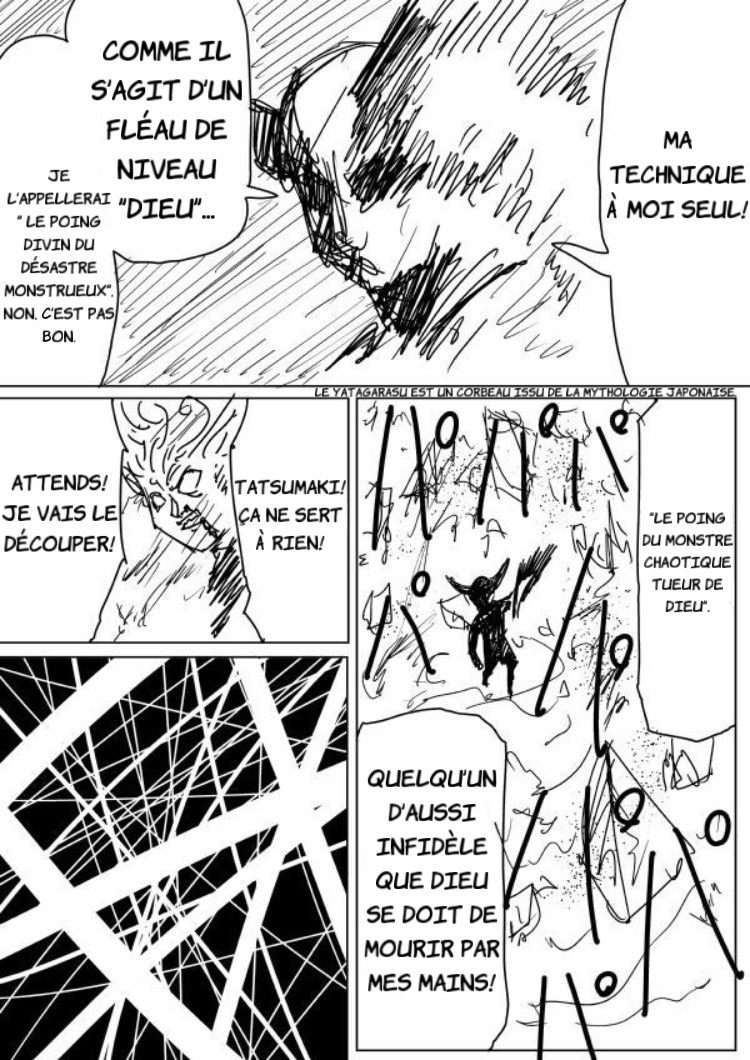 MA
TECHNIQUE
À MOI SEUL!
COMME IL
S'AGIT D'UN
FLÉAU DE
NIVEAU
"DIEU"...
JE
L'APPELLERAI
" LE POING
DIVIN DU
DÉSASTRE
MONSTRUEUX".
NON, C'EST PAS
BON.
LE YATAGARASU EST UN CORBEAU ISSU DE LA MYTHOLOGIE JAPONAISE.
"LE POING
DU MONSTRE
CHAOTIQUE
TUEUR DE
DIEU".
QUELQU'UN
D'AUSSI
INFIDÈLE
QUE DIEU
SE DOIT DE
MOURIR PAR
MES MAINS!
TATSUMAKI!
ÇA NE SERT
À RIEN!
ATTENDS!
JE VAIS LE
DÉCOUPER!